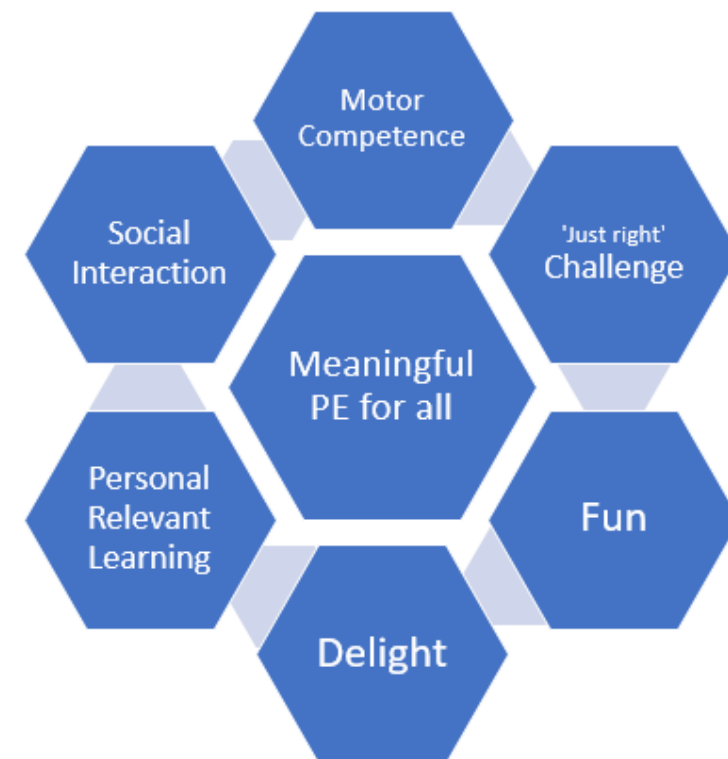 Motor
Competence
'Just right'
Challenge
Fun
Delight
Personal
Relevant
Learning
Social
Interaction
Meaningful
PE for all